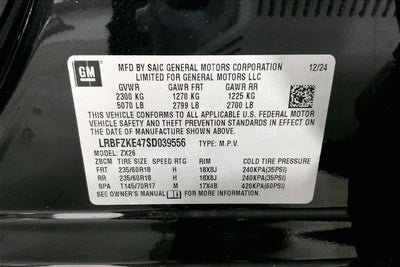 GM
MFD BY SAIC GENERAL MOTORS CORPORATION 12/24
LIMITED FOR GENERAL MOTORS LLC
GVWR GAWR FRT GAWR RR
2300 KG 1270 KG 1225 KG
5070 LB 2799 LB 2700 LB
THIS VEHICLE CONFORMS TO ALL APPLICABLE U.S. FEDERAL MOTOR
VEHICLE SAFETY, BUMPER, AND THEFT PREVENTION STANDARDS IN
EFFECT ON THE DATE OF MANUFACTURE SHOWN ABOVE.
LRBFZKE47SD039556 TYPE: M.P.V.
MODEL: ZX26
ZBCM TIRE SIZE SPEED RTG RIM COLD TIRE PRESSURE
FRT 235/60R18 H 18X8J 240KPA(35PSI)
RR 235/60R18 H 18X8J 240KPA(35PSI)
SPA T145/70R17 M 17X4B 420KPA(60PSI)
SEE OWNER'S MANUAL FOR MORE INFORMATION.